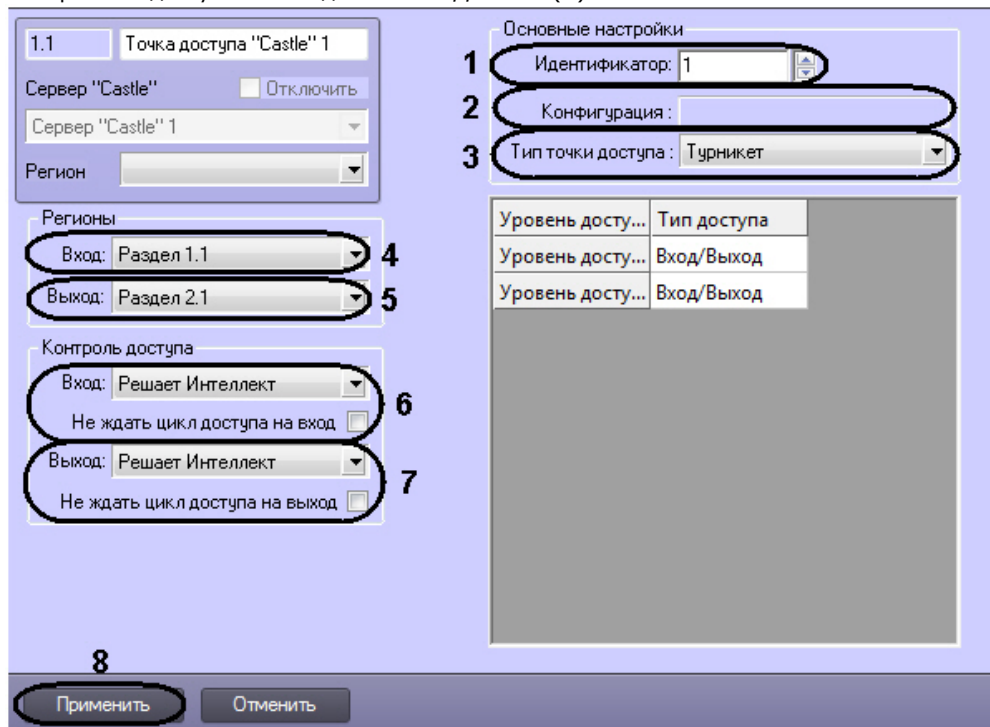 1.1 Точка доступа "Castle" 1
Сервер "Castle" Отключить
Сервер "Castle" 1
Регион
Основные настройки
1 Идентификатор: 1
2 Конфигурация :
3 Тип точки доступа : Турникет
Регионы
Вход: Раздел 1.1 4
Выход: Раздел 2.1 5
Контроль доступа
Вход: Решает Интеллект
Не ждать цикл доступа на вход
6
Выход: Решает Интеллект
Не ждать цикл доступа на выход
7
Уровень досту... Тип доступа
Уровень досту... Вход/Выход
Уровень досту... Вход/Выход
8
Применить Отменить